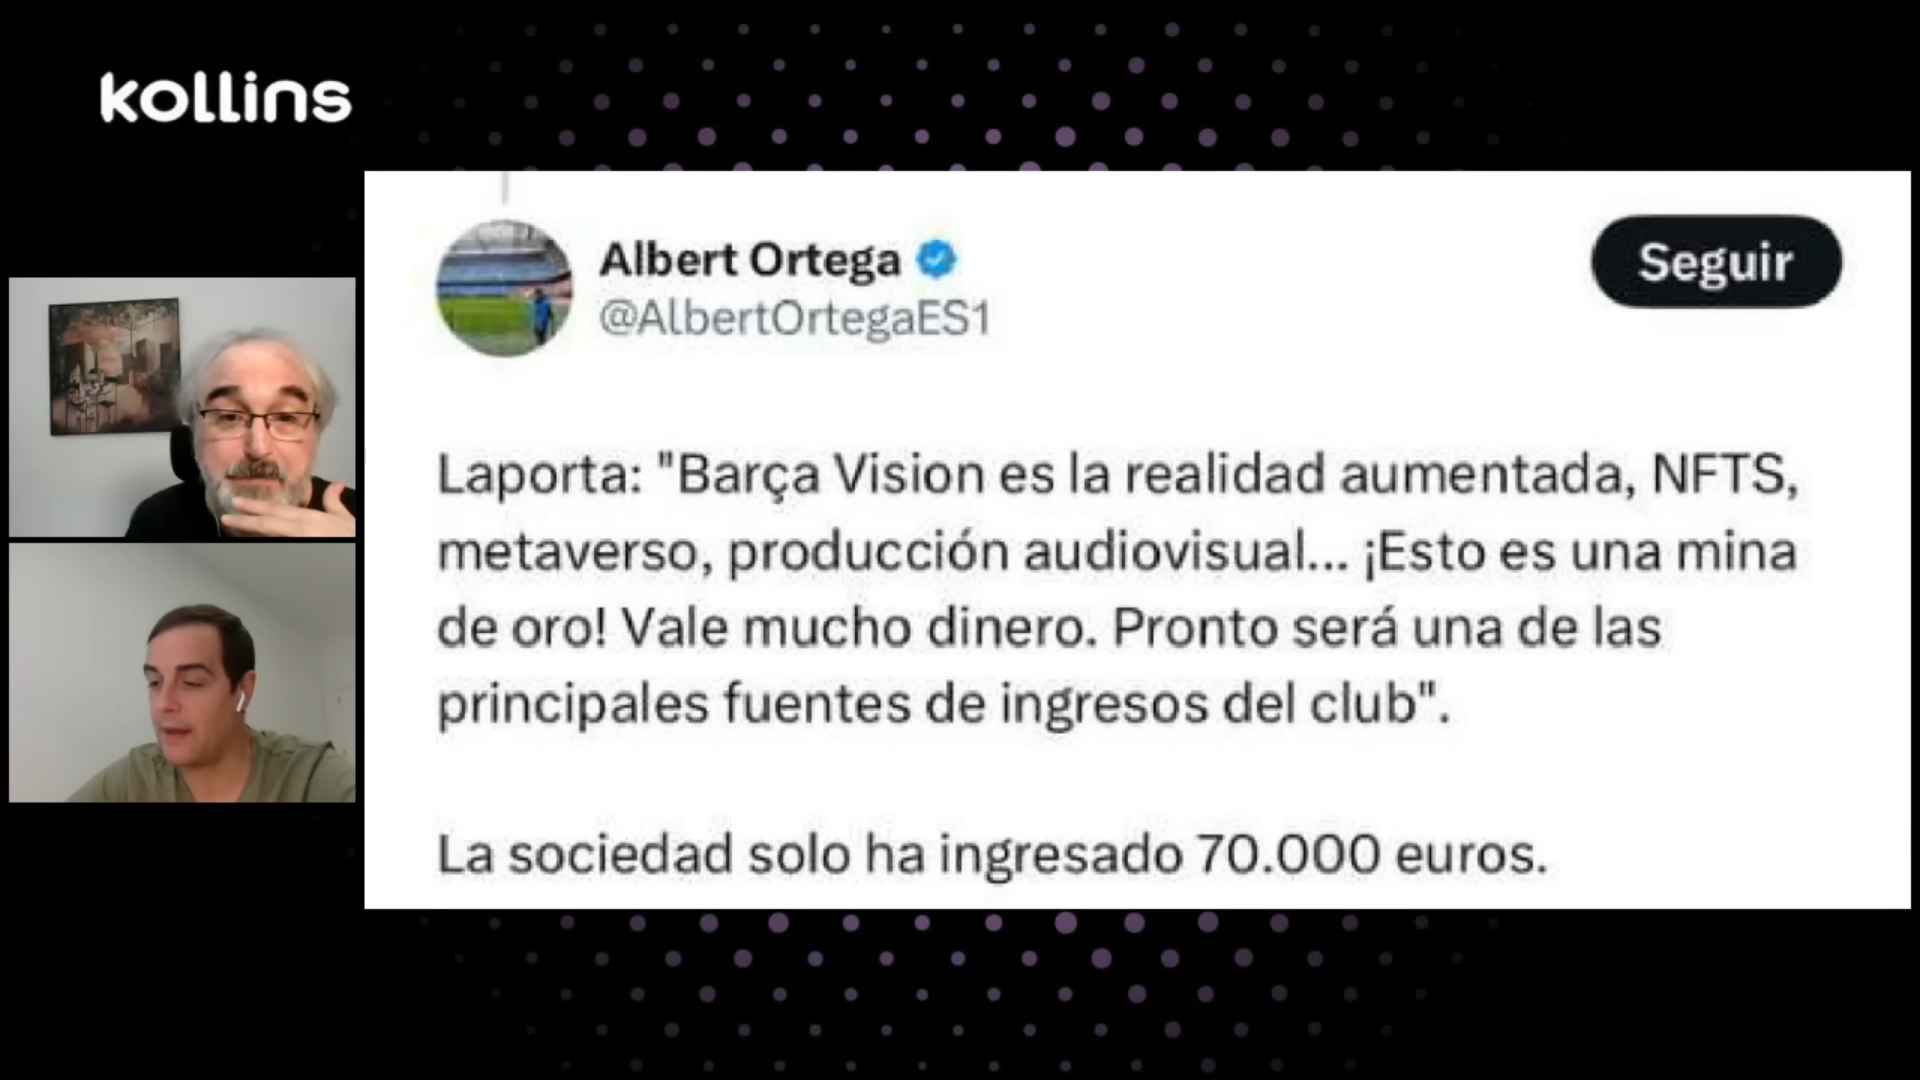 kollins
Albert Ortega
@AlbertOrtegaES1
Seguir
Laporta: "Barça Vision es la realidad aumentada, NFTS,
metaverso, producción audiovisual... ¡Esto es una mina
de oro! Vale mucho dinero. Pronto será una de las
principales fuentes de ingresos del club".
La sociedad solo ha ingresado 70.000 euros.